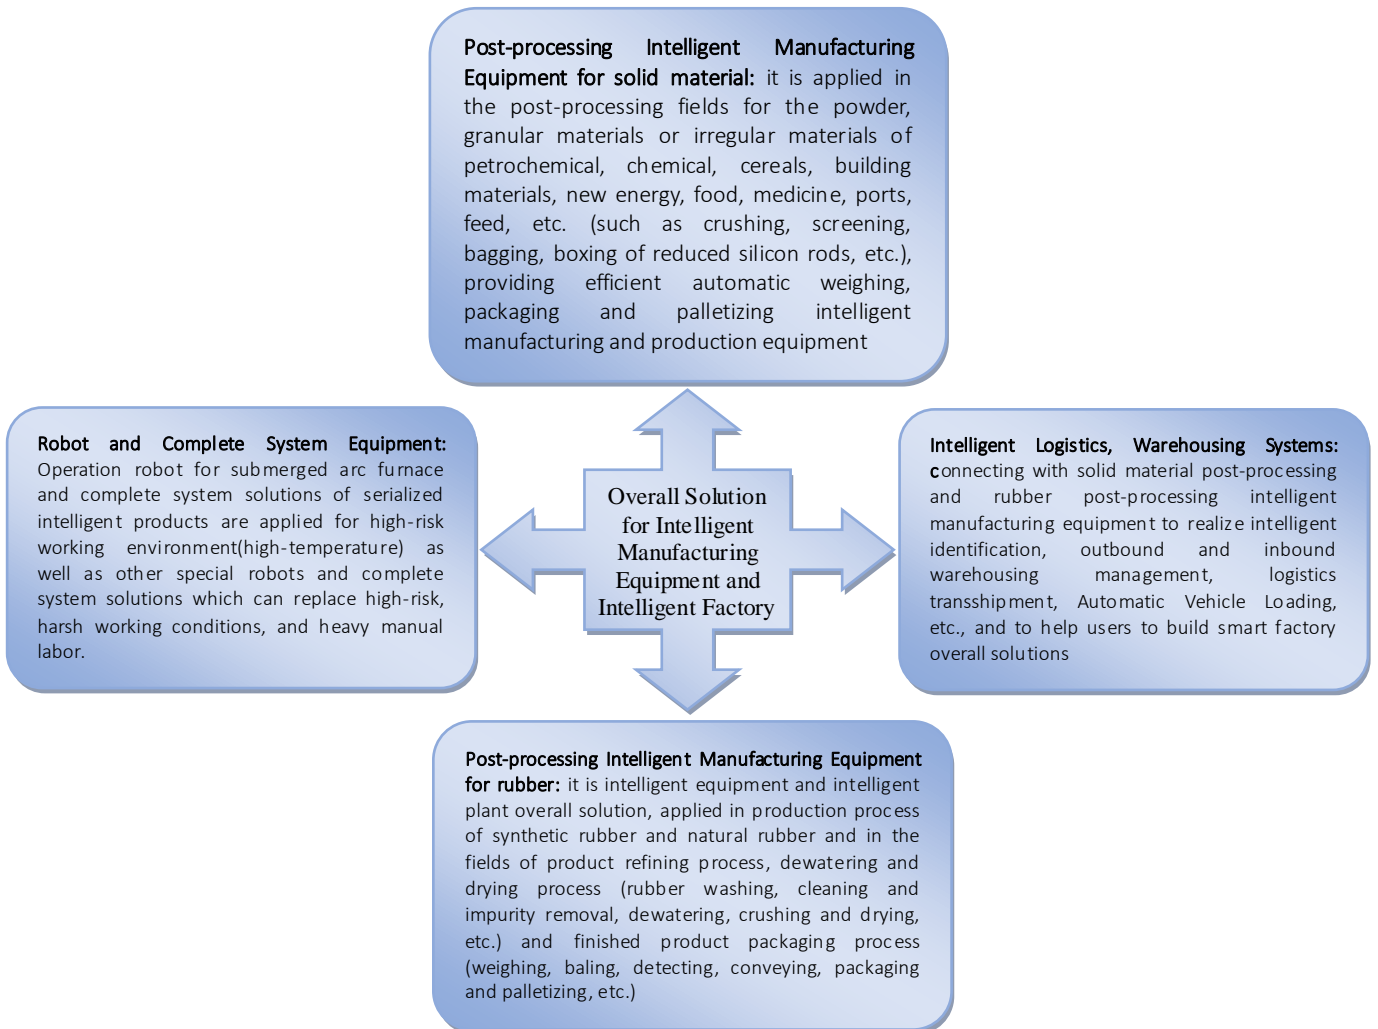 Post-processing Intelligent Manufacturing
Equipment for solid material: it is applied in
the post-processing fields for the powder,
granular materials or irregular materials of
petrochemical, chemical, cereals, building
materials, new energy, food, medicine, ports,
feed, etc. (such as crushing, screening,
bagging, boxing of reduced silicon rods, etc.),
providing efficient automatic weighing,
packaging and palletizing intelligent
manufacturing and production equipment
Robot and Complete System Equipment:
Operation robot for submerged arc furnace
and complete system solutions of serialized
intelligent products are applied for high-risk
working environment(high-temperature) as
well as other special robots and complete
system solutions which can replace high-risk,
harsh working conditions, and heavy manual
labor.
Overall Solution
for Intelligent
Manufacturing
Equipment and
Intelligent Factory
Intelligent Logistics, Warehousing Systems:
connecting with solid material post-processing
and rubber post-processing intelligent
manufacturing equipment to realize intelligent
identification, outbound and inbound
warehousing management, logistics
transshipment, Automatic Vehicle Loading,
etc., and to help users to build smart factory
overall solutions
Post-processing Intelligent Manufacturing Equipment
for rubber: it is intelligent equipment and intelligent
plant overall solution, applied in production process
of synthetic rubber and natural rubber and in the
fields of product refining process, dewatering and
drying process (rubber washing, cleaning and
impurity removal, dewatering, crushing and drying,
etc.) and finished product packaging process
(weighing, baling, detecting, conveying, packaging
and palletizing, etc.)